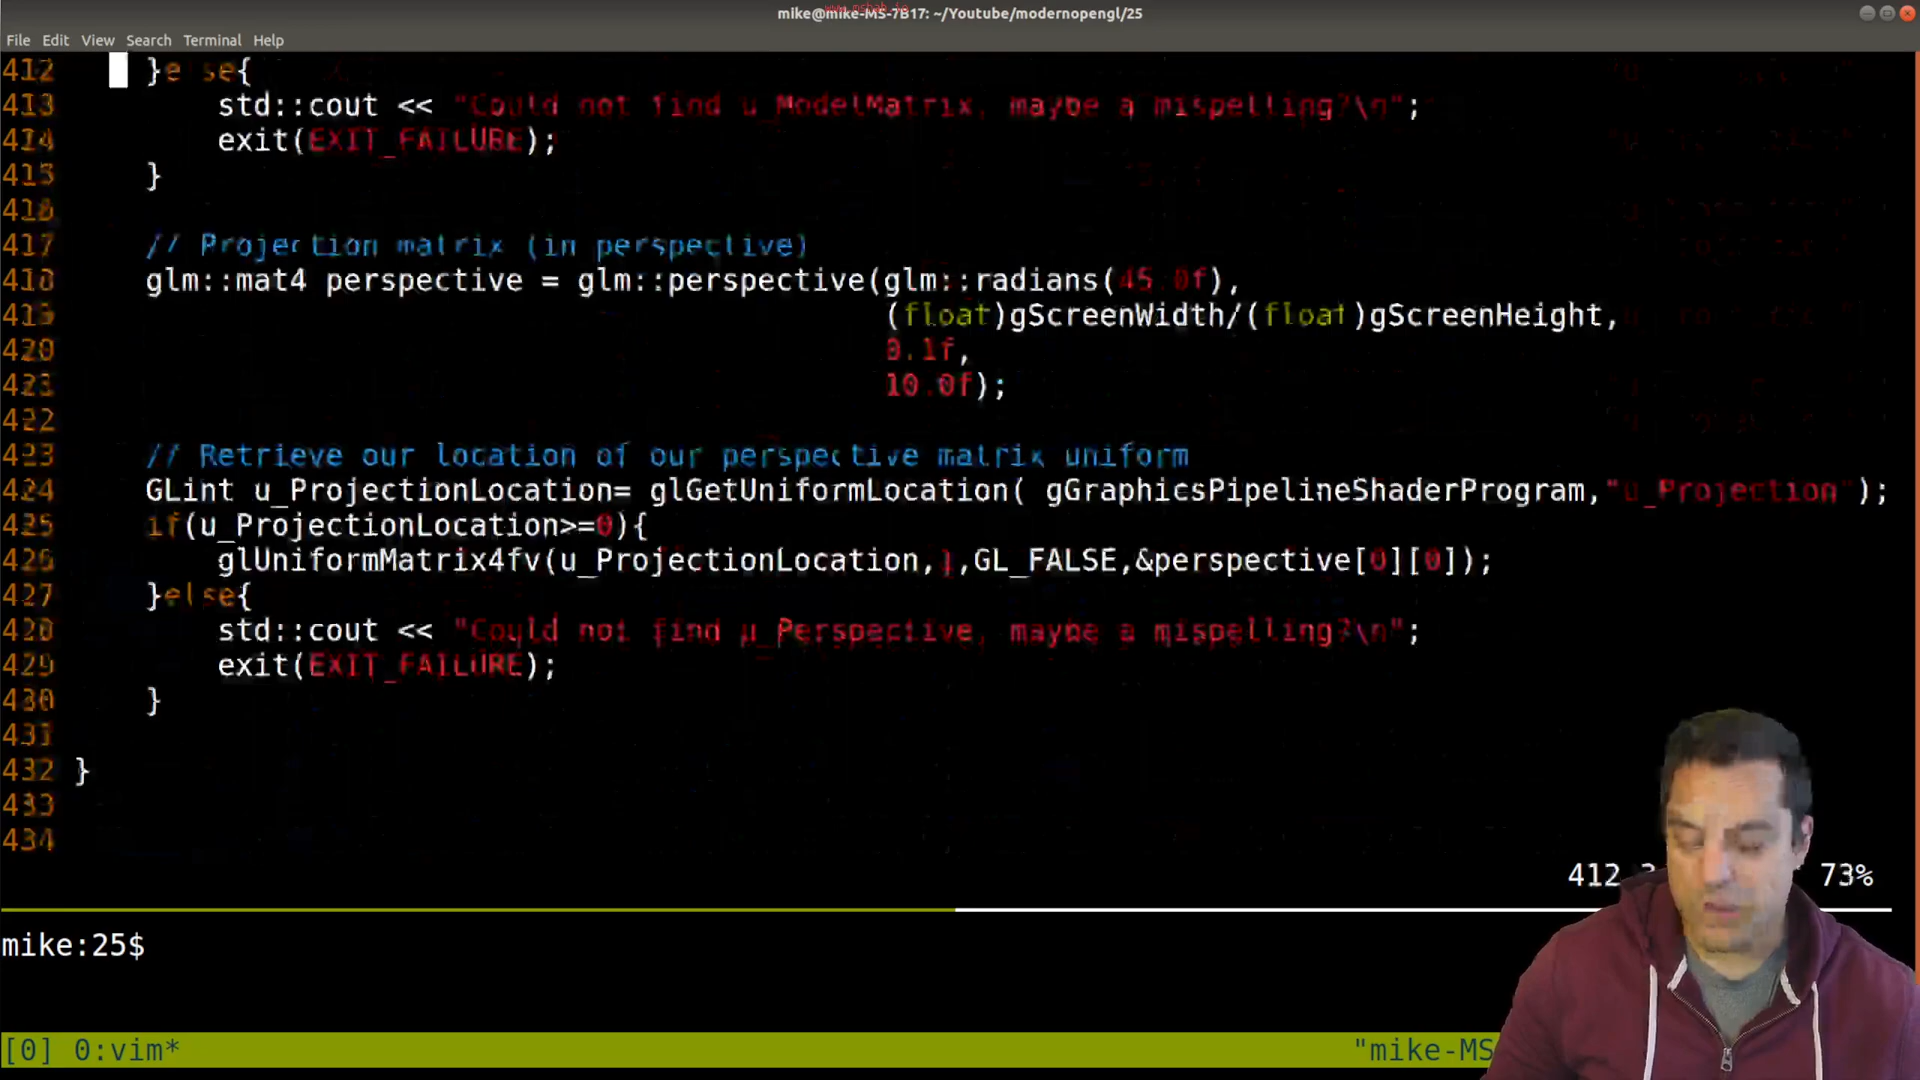 www.mshah.io
mike@mike-MS-7B17: ~/Youtube/modernopengl/25
File Edit View Search Terminal Help
412 }else{
413 std::cout << "Could not find u_ModelMatrix, maybe a mispelling?\n";
414 exit(EXIT_FAILURE);
415 }
416
417 // Projection matrix (in perspective)
418 glm::mat4 perspective = glm::perspective(glm::radians(45.0f),
419 (float)gScreenWidth/(float)gScreenHeight,
420 0.1f,
421 10.0f);
422
423 // Retrieve our location of our perspective matrix uniform
424 GLint u_ProjectionLocation= glGetUniformLocation( gGraphicsPipelineShaderProgram,"u_Projection");
425 if(u_ProjectionLocation>=0){
426 glUniformMatrix4fv(u_ProjectionLocation,1,GL_FALSE,&perspective[0][0]);
427 }else{
428 std::cout << "Could not find u_Perspective, maybe a mispelling?\n";
429 exit(EXIT_FAILURE);
430 }
431
432 }
433
434
412 73%
mike:25$
[0] 0:vim* "mike-MS